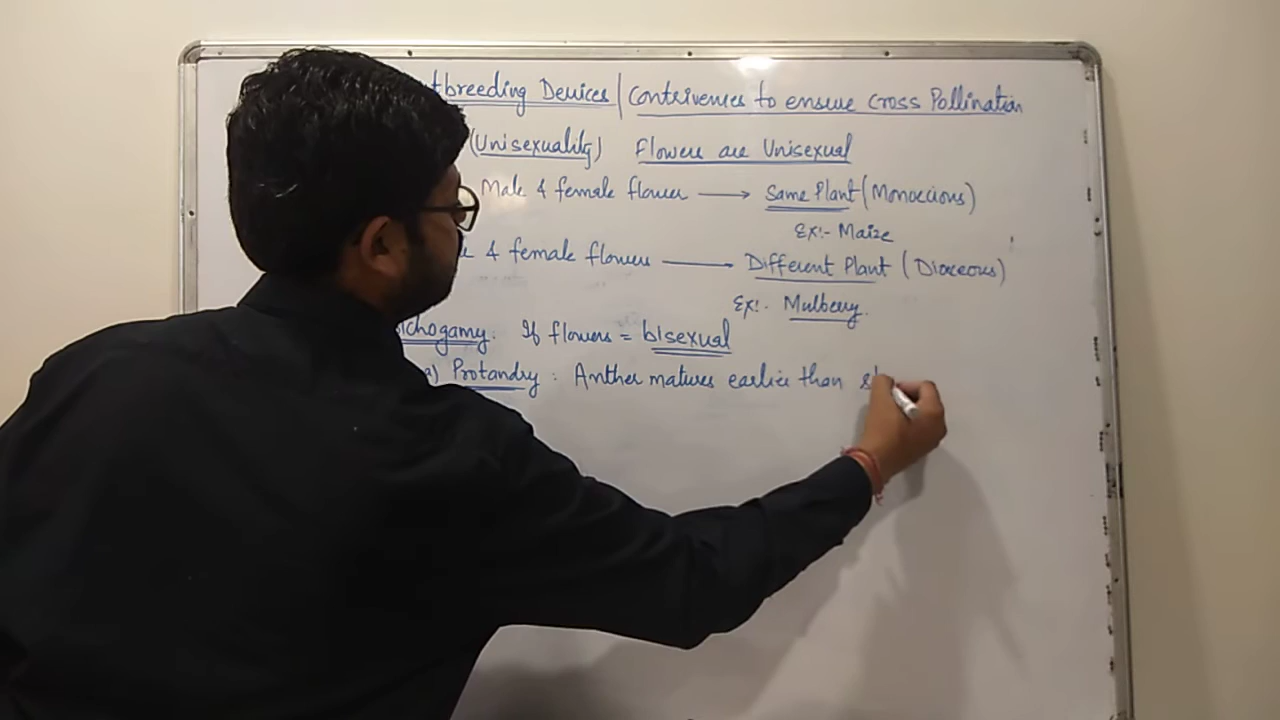 tbreeding Devices | Contrivences to ensure Cross Pollination
(Unisexuality) Flowers are Unisexual
Male & female flower → Same Plant (Monoecious)
Ex:- Maize
& female flowers → Different Plant (Dioecous)
Ex:- Mulberry.
ichogamy. If flowers = bisexual
a) Protandry : Anther matures earlier than